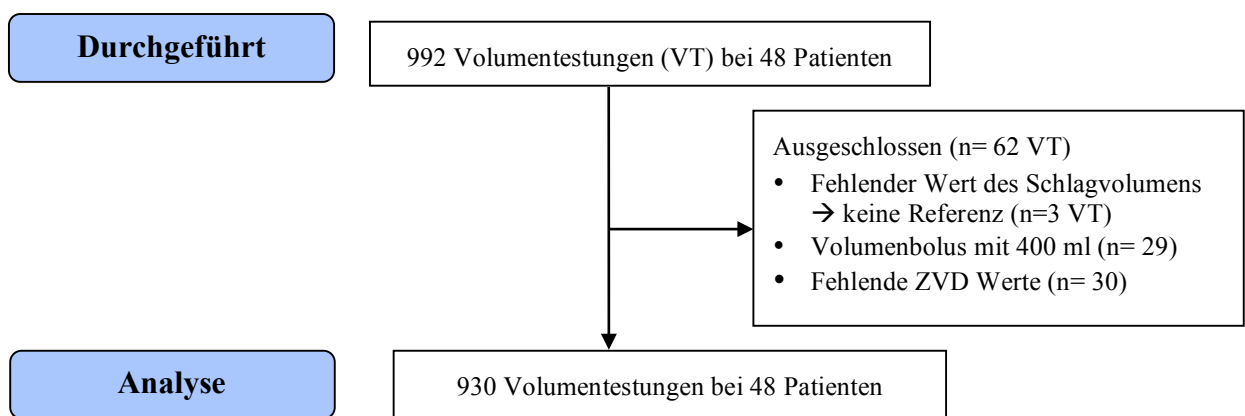 Durchgeführt
992 Volumentestungen (VT) bei 48 Patienten
Ausgeschlossen (n= 62 VT)
• Fehlender Wert des Schlagvolumens
→ keine Referenz (n=3 VT)
• Volumenbolus mit 400 ml (n= 29)
• Fehlende ZVD Werte (n= 30)
Analyse
930 Volumentestungen bei 48 Patienten